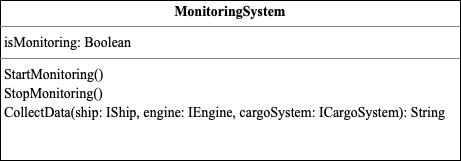 MonitoringSystem
isMonitoring: Boolean
StartMonitoring()
StopMonitoring()
CollectData(ship: IShip, engine: IEngine, cargoSystem: ICargoSystem): String